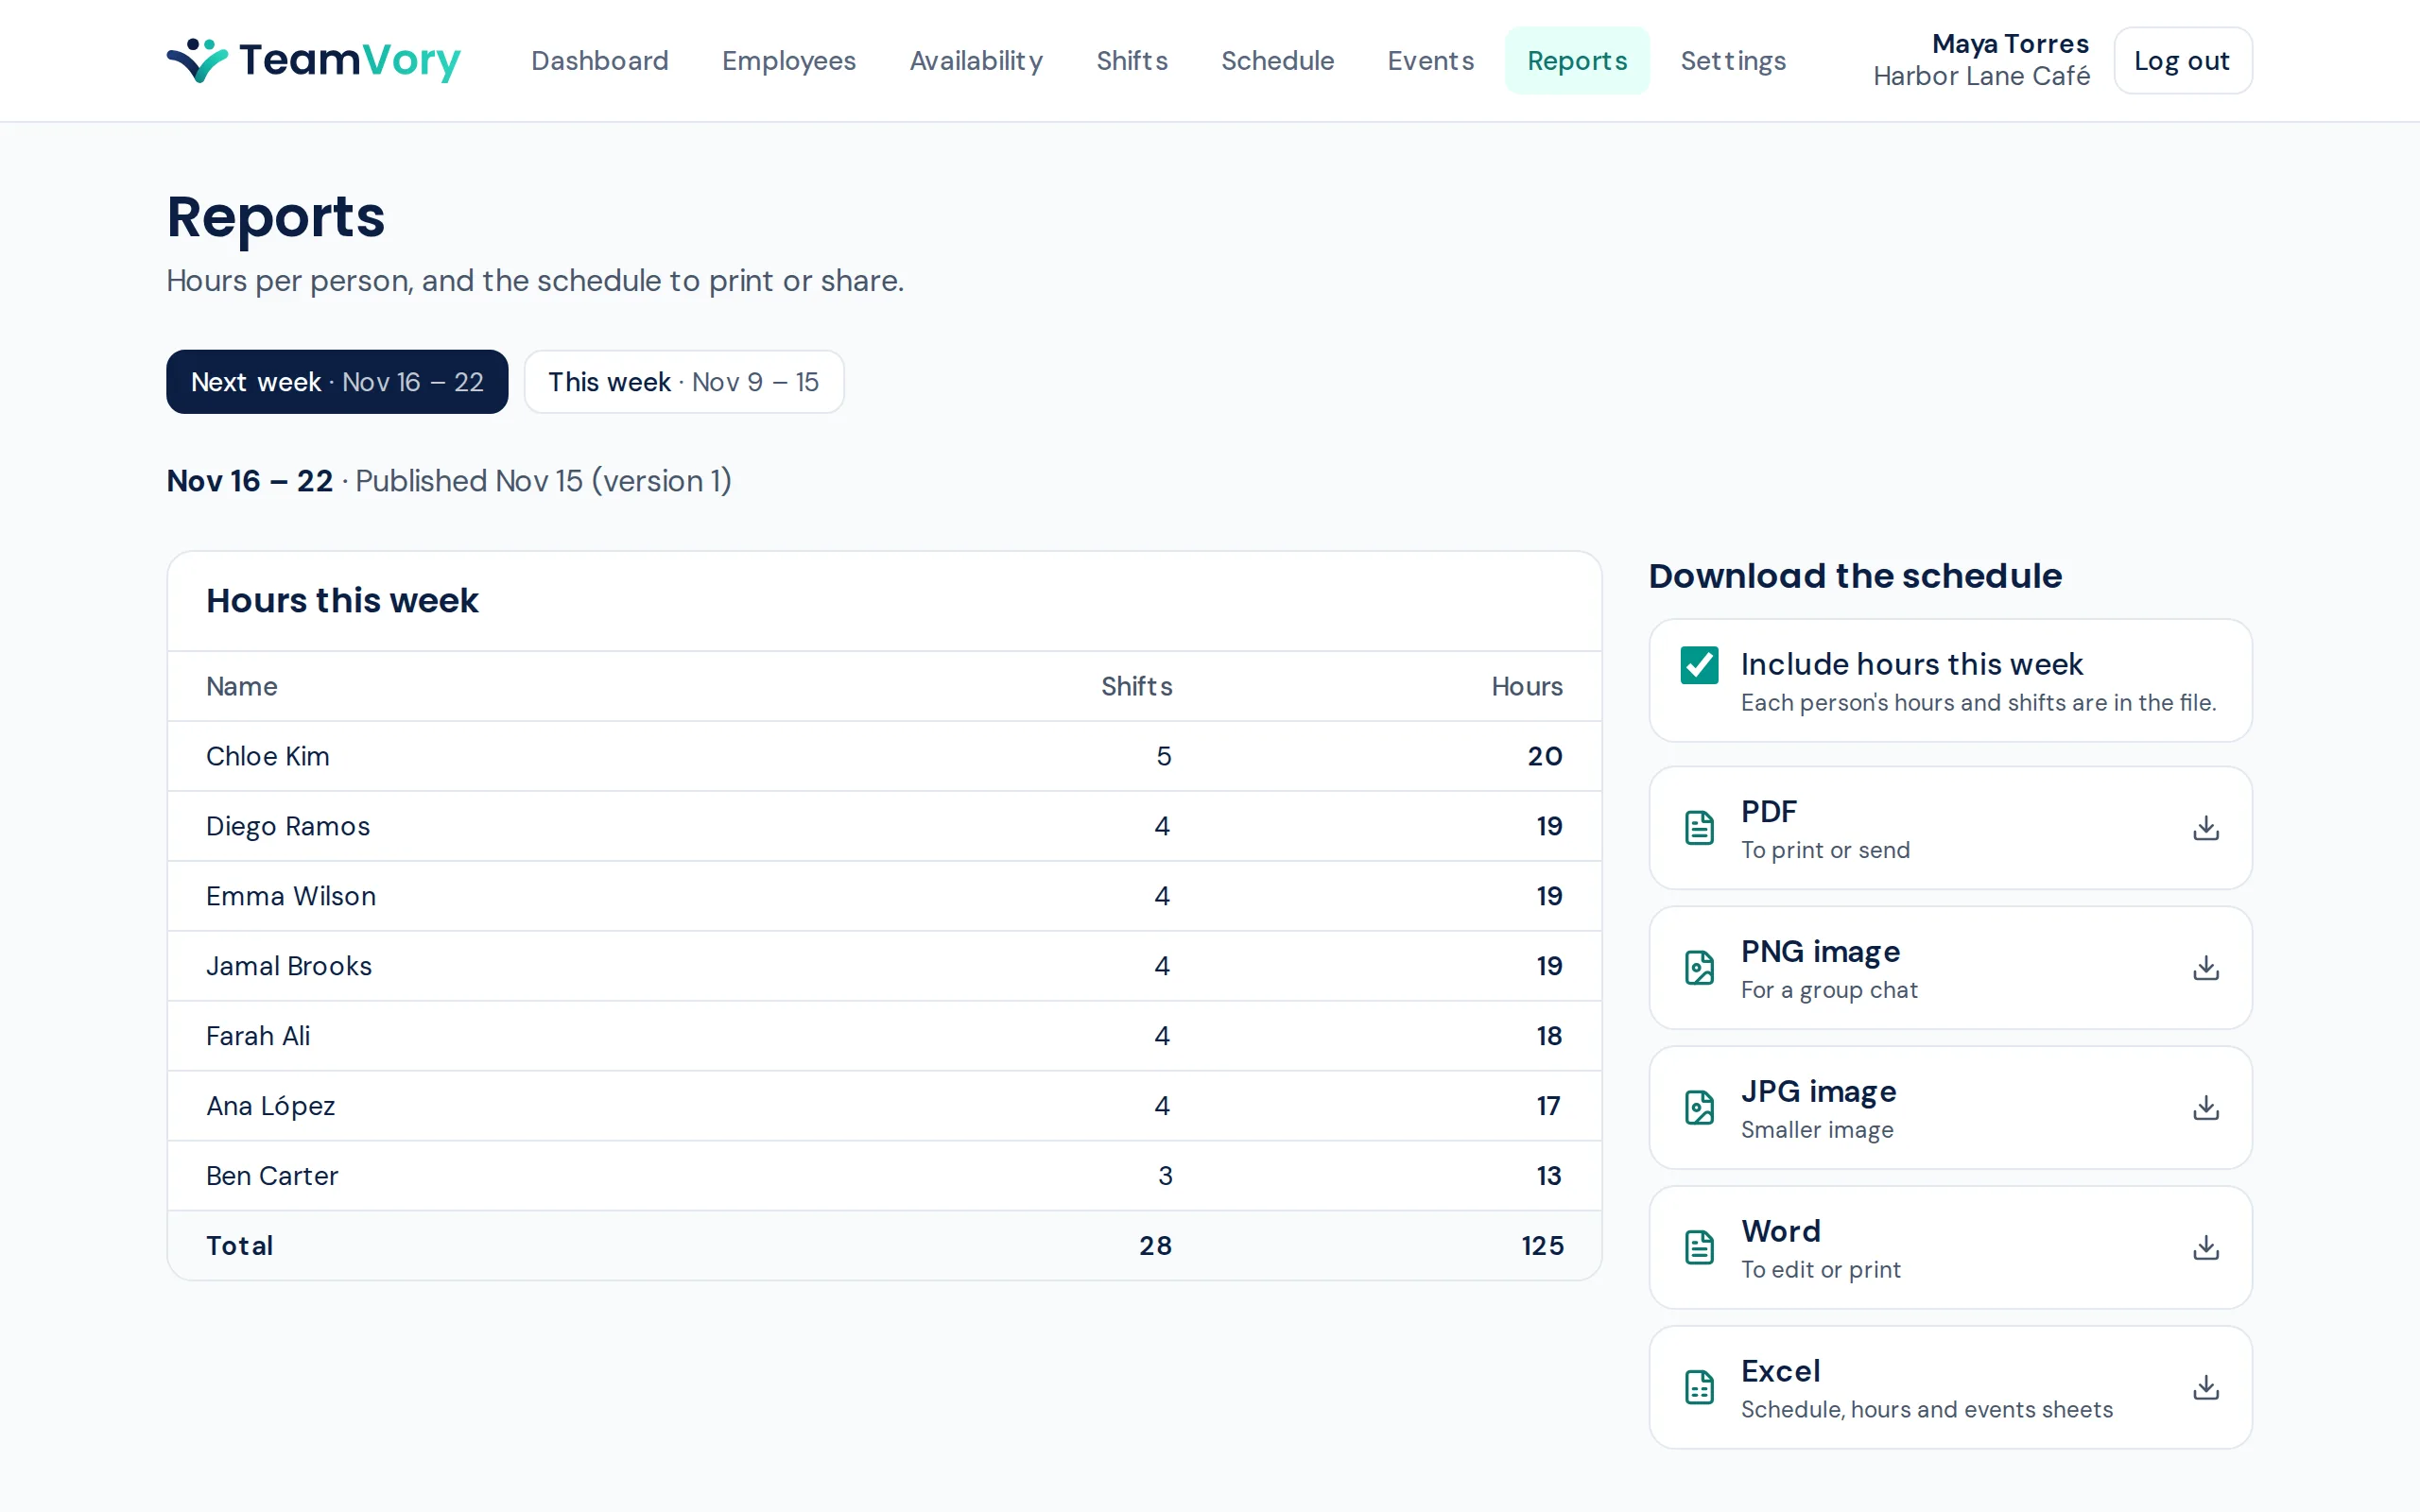 TeamVory
Dashboard
Employees
Availability
Shifts
Schedule
Events
Reports
Settings
Maya Torres
Harbor Lane Café
Log out
Reports
Hours per person, and the schedule to print or share.
Next week · Nov 16 – 22
This week · Nov 9 – 15
Nov 16 – 22 · Published Nov 15 (version 1)
Hours this week
Name Shifts Hours
Chloe Kim 5 20
Diego Ramos 4 19
Emma Wilson 4 19
Jamal Brooks 4 19
Farah Ali 4 18
Ana López 4 17
Ben Carter 3 13
Total 28 125
Download the schedule
Include hours this week
Each person's hours and shifts are in the file.
PDF
To print or send
PNG image
For a group chat
JPG image
Smaller image
Word
To edit or print
Excel
Schedule, hours and events sheets